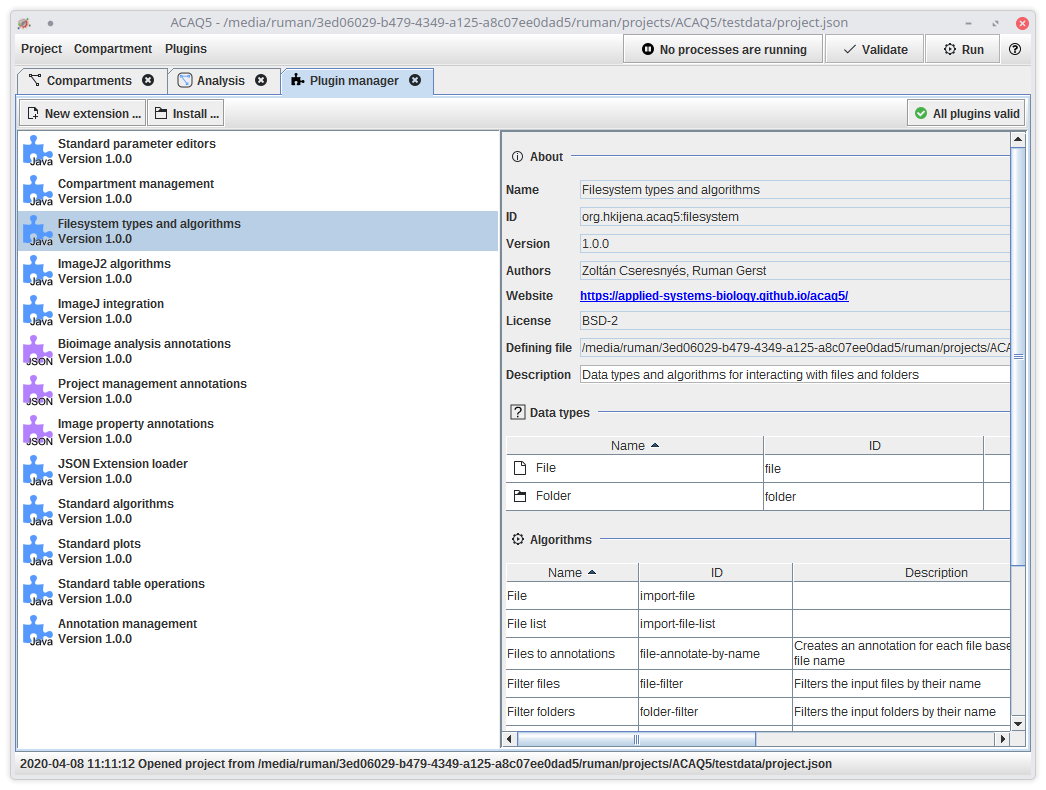 ACAQ5 - /media/ruman/3ed06029-b479-4349-a125-a8c07ee0dad5/ruman/projects/ACAQ5/testdata/project.json
Project Compartment Plugins No processes are running Validate Run
Compartments Analysis Plugin manager
New extension ... Install ... All plugins valid
Java Standard parameter editors
Version 1.0.0
Java Compartment management
Version 1.0.0
Java Filesystem types and algorithms
Version 1.0.0
Java ImageJ2 algorithms
Version 1.0.0
Java ImageJ integration
Version 1.0.0
JSON Bioimage analysis annotations
Version 1.0.0
JSON Project management annotations
Version 1.0.0
JSON Image property annotations
Version 1.0.0
Java JSON Extension loader
Version 1.0.0
Java Standard algorithms
Version 1.0.0
Java Standard plots
Version 1.0.0
Java Standard table operations
Version 1.0.0
Java Annotation management
Version 1.0.0
About
Name Filesystem types and algorithms
ID org.hkijena.acaq5:filesystem
Version 1.0.0
Authors Zoltán Cseresnyés, Ruman Gerst
Website https://applied-systems-biology.github.io/acaq5/
License BSD-2
Defining file /media/ruman/3ed06029-b479-4349-a125-a8c07ee0dad5/ruman/projects/ACA
Description Data types and algorithms for interacting with files and folders
Data types
Name ID
File file
Folder folder
Algorithms
Name ID Description
File import-file
File list import-file-list
Files to annotations file-annotate-by-name Creates an annotation for each file base
file name
Filter files file-filter Filters the input files by their name
Filter folders folder-filter Filters the input folders by their name
2020-04-08 11:11:12 Opened project from /media/ruman/3ed06029-b479-4349-a125-a8c07ee0dad5/ruman/projects/ACAQ5/testdata/project.json